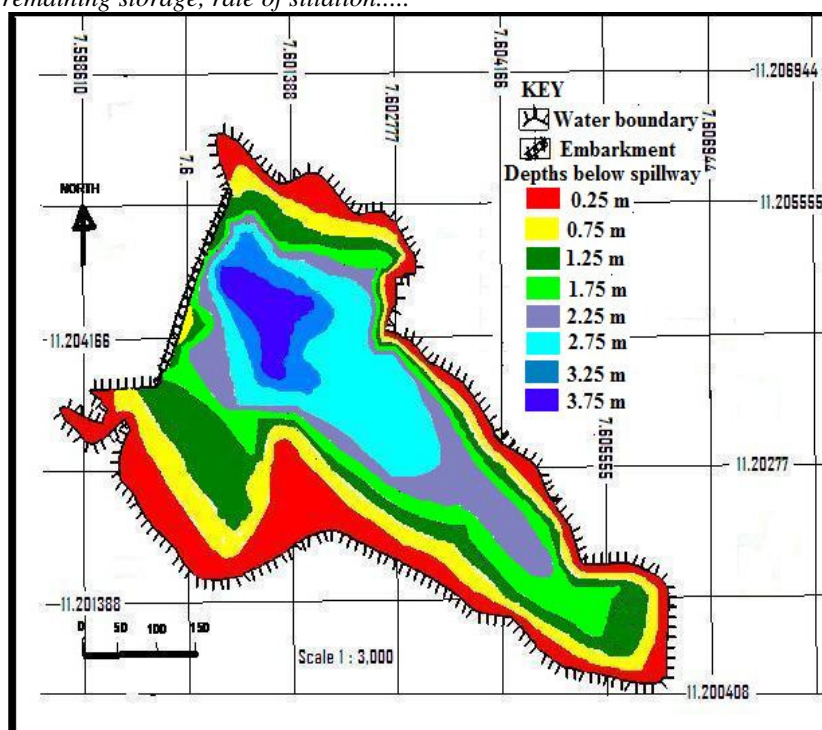 remaining storage, rate of siltation.....
7.598610
7.601388
7.604166
11.206944
7.602777
7.606944
KEY
Water boundary
Embarkment
Depths below spillway
7.6
NORTH
0.25 m
11.205555
0.75 m
1.25 m
1.75 m
2.25 m
2.75 m
11.204166
3.25 m
3.75 m
7.605555
11.20277
11.201388
0 50 100 150
Scale 1 : 3,000
11.200408